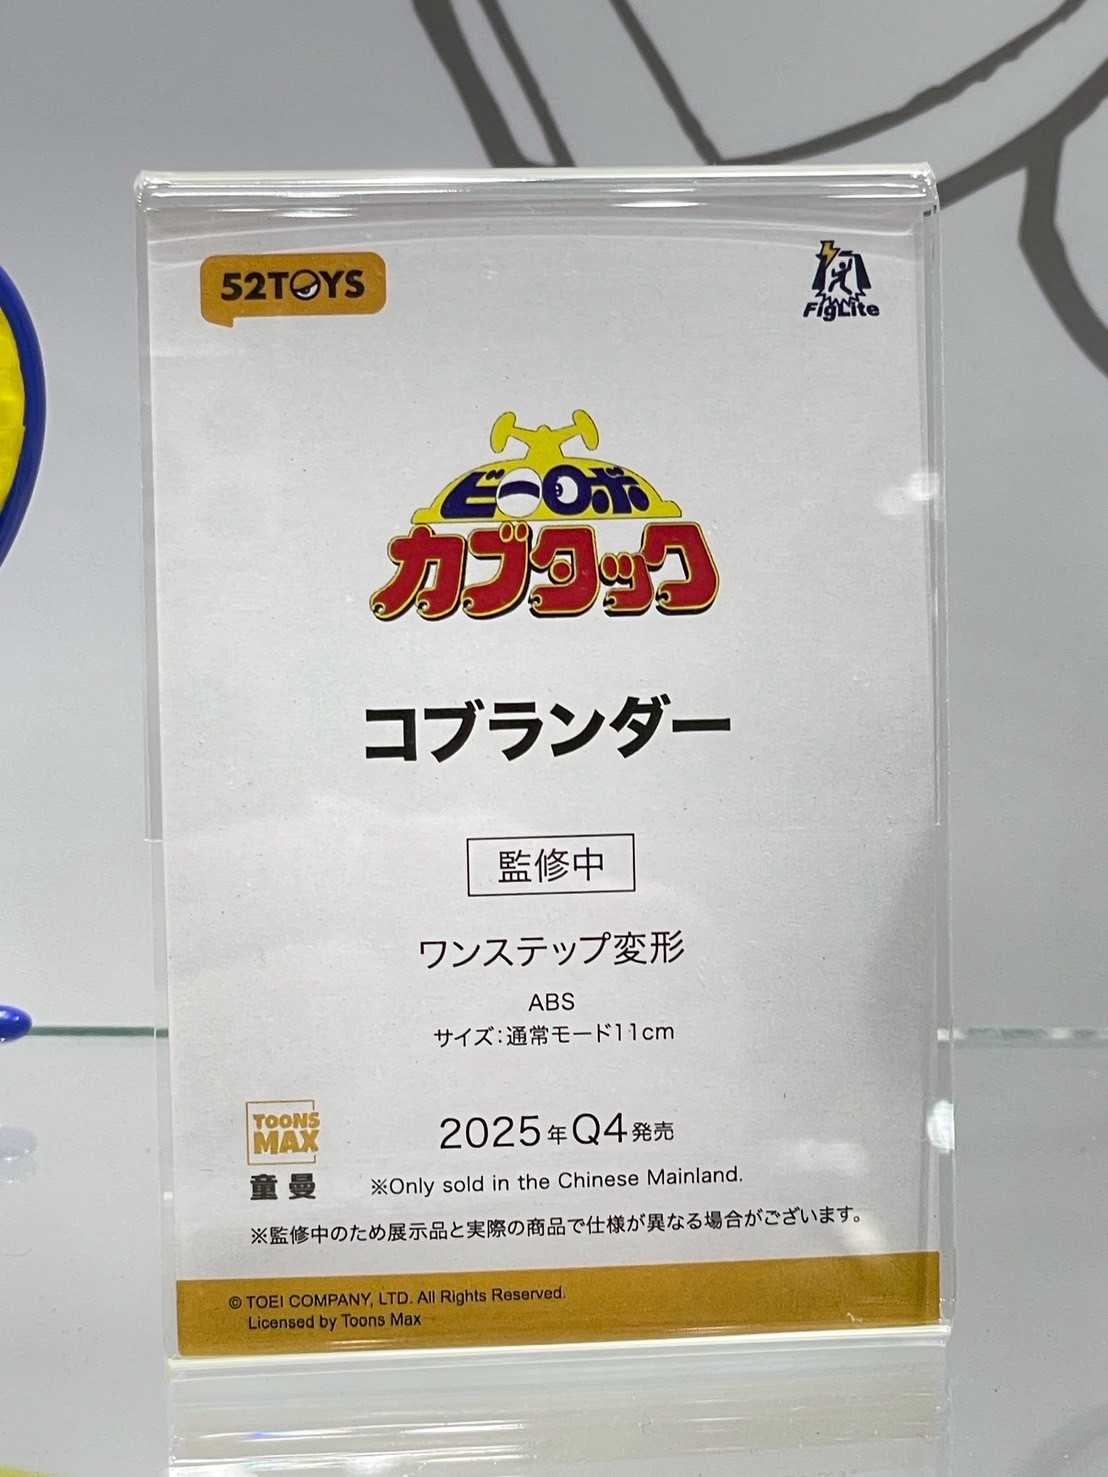 52TOYS
FigLite
ビーロボ
カブタック
コブランダー
監修中
ワンステップ変形
ABS
サイズ:通常モード11cm
TOONS
MAX
童曼
2025年Q4発売
※Only sold in the Chinese Mainland.
※監修中のため展示品と実際の商品で仕様が異なる場合がございます。
© TOEI COMPANY, LTD. All Rights Reserved.
Licensed by Toons Max